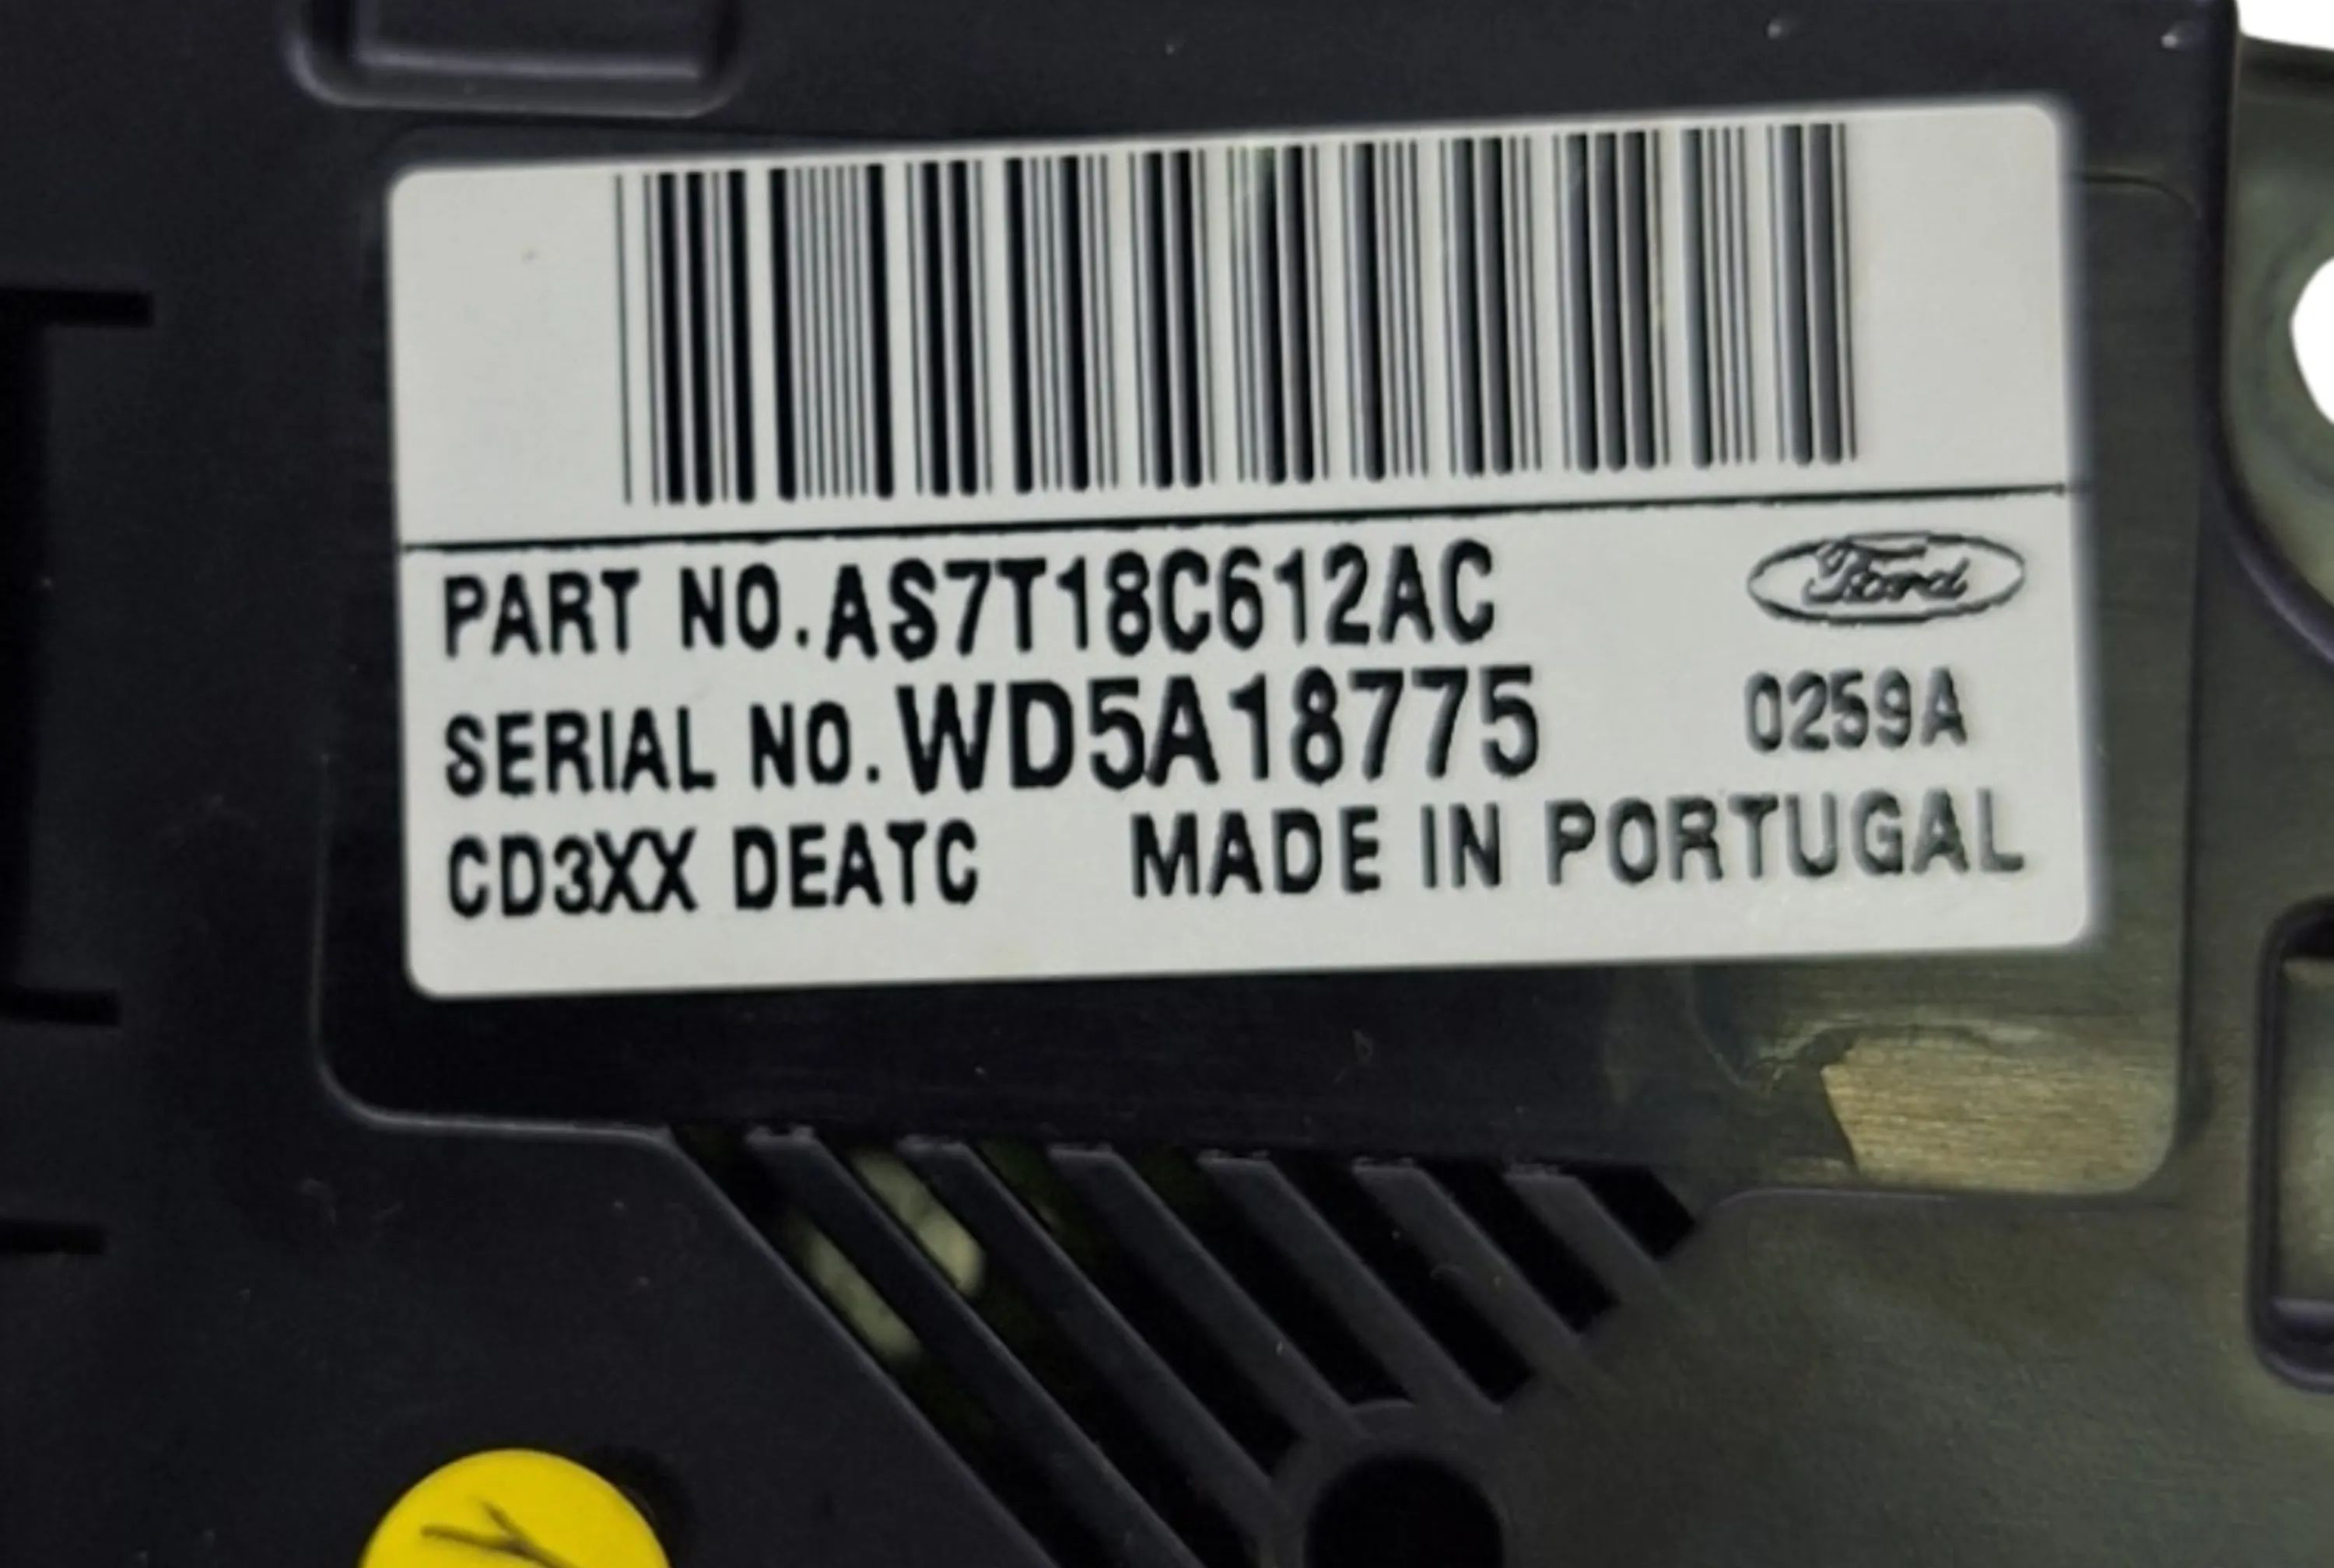 PART NO.AS7T18C612AC
Ford
SERIAL NO.WD5A18775 0259A
CD3XX DEATC MADE IN PORTUGAL